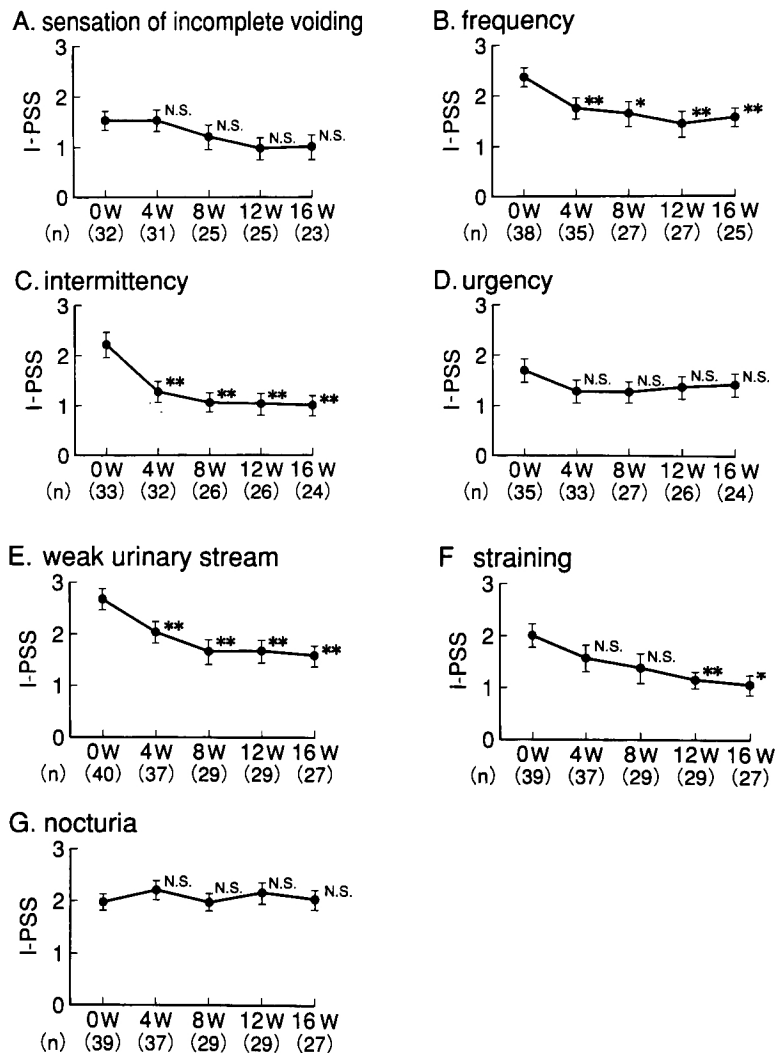 A. sensation of incomplete voiding
3
2
1
0
I-PSS
N.S.
N.S.
N.S.
N.S.
0W 4W 8W 12W 16W
(n) (32) (31) (25) (25) (23)
B. frequency
3
2
1
0
I-PSS
**
*
**
**
0W 4W 8W 12W 16W
(n) (38) (35) (27) (27) (25)
C. intermittency
3
2
1
0
I-PSS
**
**
**
**
0W 4W 8W 12W 16W
(n) (33) (32) (26) (26) (24)
D. urgency
3
2
1
0
I-PSS
N.S.
N.S.
N.S.
N.S.
0W 4W 8W 12W 16W
(n) (35) (33) (27) (26) (24)
E. weak urinary stream
3
2
1
0
I-PSS
**
**
**
**
0W 4W 8W 12W 16W
(n) (40) (37) (29) (29) (27)
F straining
3
2
1
0
I-PSS
N.S.
N.S.
**
*
0W 4W 8W 12W 16W
(n) (39) (37) (29) (29) (27)
G. nocturia
3
2
1
0
I-PSS
N.S.
N.S.
N.S.
N.S.
0W 4W 8W 12W 16W
(n) (39) (37) (29) (29) (27)